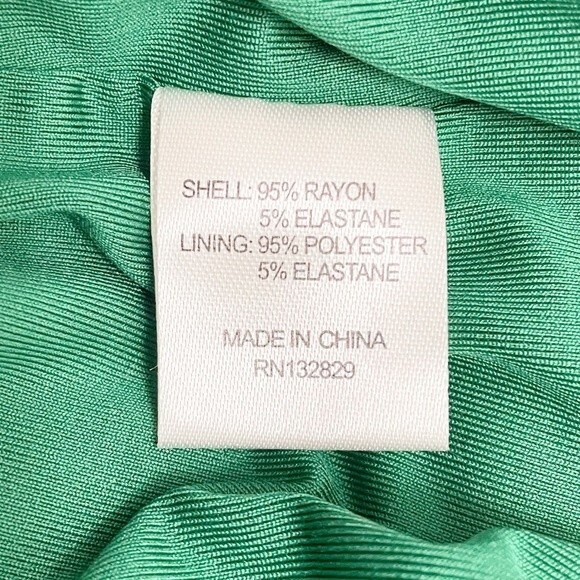 SHELL: 95% RAYON
5% ELASTANE
LINING: 95% POLYESTER
5% ELASTANE
MADE IN CHINA
RN132829